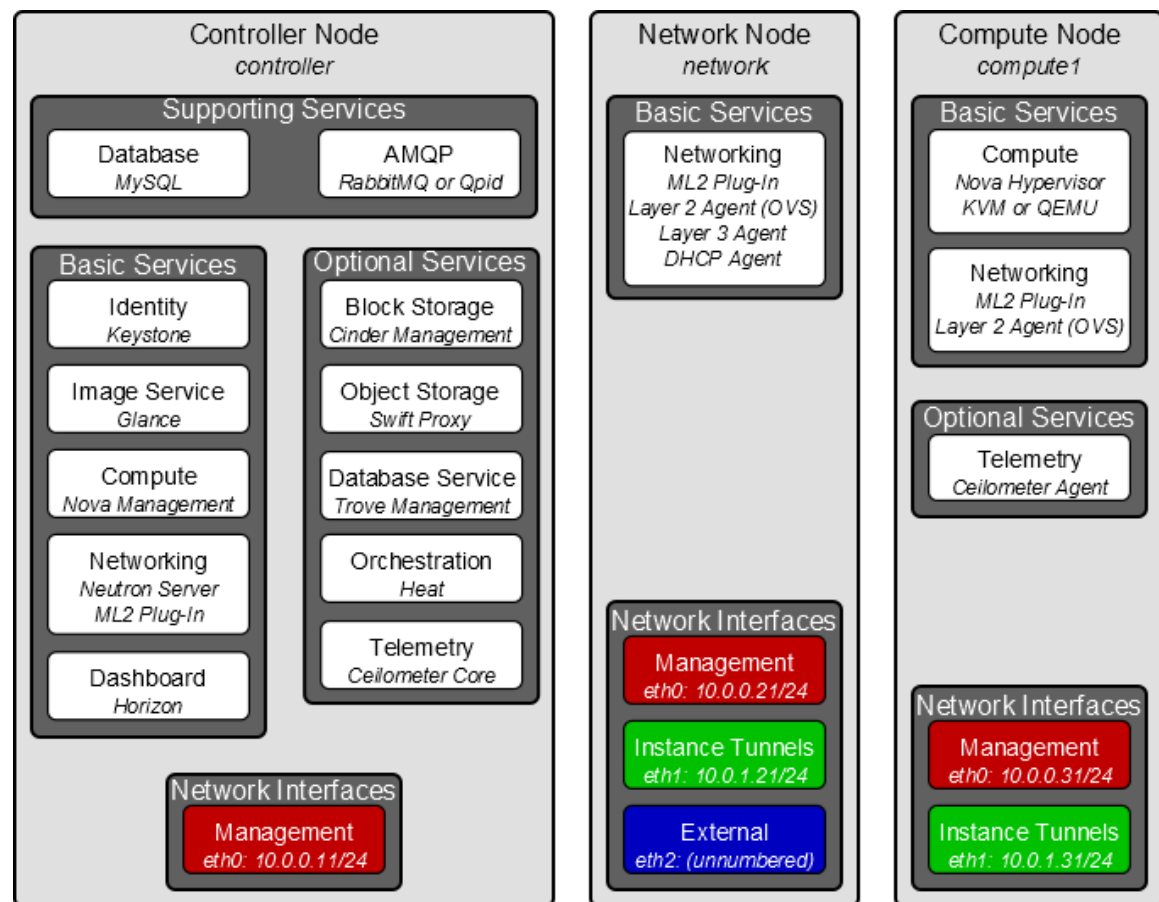 Controller Node
controller
Supporting Services
Database
MySQL
AMQP
RabbitMQ or Qpid
Basic Services
Identity
Keystone
Image Service
Glance
Compute
Nova Management
Networking
Neutron Server
ML2 Plug-In
Dashboard
Horizon
Optional Services
Block Storage
Cinder Management
Object Storage
Swift Proxy
Database Service
Trove Management
Orchestration
Heat
Telemetry
Ceilometer Core
Network Interfaces
Management
eth0: 10.0.0.11/24
Network Node
network
Basic Services
Networking
ML2 Plug-In
Layer 2 Agent (OVS)
Layer 3 Agent
DHCP Agent
Network Interfaces
Management
eth0: 10.0.0.21/24
Instance Tunnels
eth1: 10.0.1.21/24
External
eth2: (unnumbered)
Compute Node
compute1
Basic Services
Compute
Nova Hypervisor
KVM or QEMU
Networking
ML2 Plug-In
Layer 2 Agent (OVS)
Optional Services
Telemetry
Ceilometer Agent
Network Interfaces
Management
eth0: 10.0.0.31/24
Instance Tunnels
eth1: 10.0.1.31/24